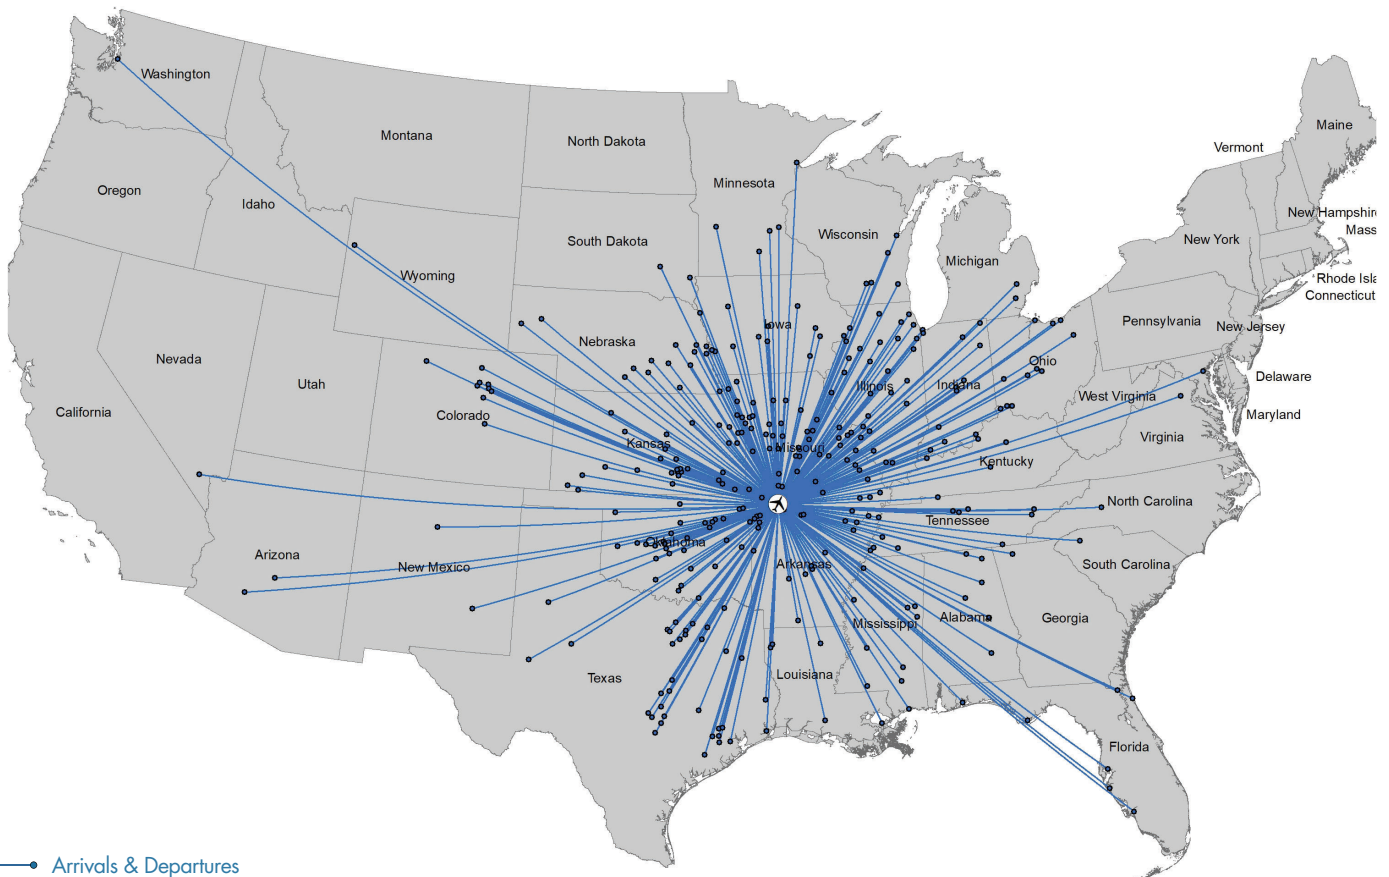 Washington
Montana
North Dakota
Minnesota
Maine
Vermont
Oregon
Idaho
South Dakota
Wisconsin
Michigan
New York
New Hampshire
Mass
Wyoming
Rhode Isla
Connecticut
Nebraska
Iowa
Pennsylvania
New Jersey
Nevada
Utah
Illinois
Indiana
Ohio
Delaware
California
Colorado
West Virginia
Maryland
Kansas
Missouri
Kentucky
Virginia
North Carolina
Tennessee
Arizona
New Mexico
Oklahoma
Arkansas
South Carolina
Mississippi
Alabama
Georgia
Texas
Louisiana
Florida
Arrivals & Departures